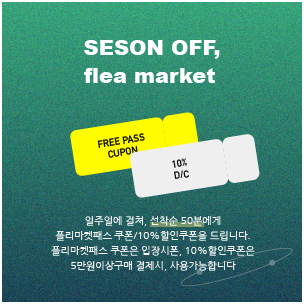 SESON OFF,
flea market
FREE PASS
CUPON
10%
D/C
일주일에 걸쳐, 선착순 50분에게
플리마켓패스 쿠폰/10%할인쿠폰을 드립니다.
플리마켓패스 쿠폰은 입장시폰, 10%할인쿠폰은
5만원이상구매 결제시, 사용가능합니다